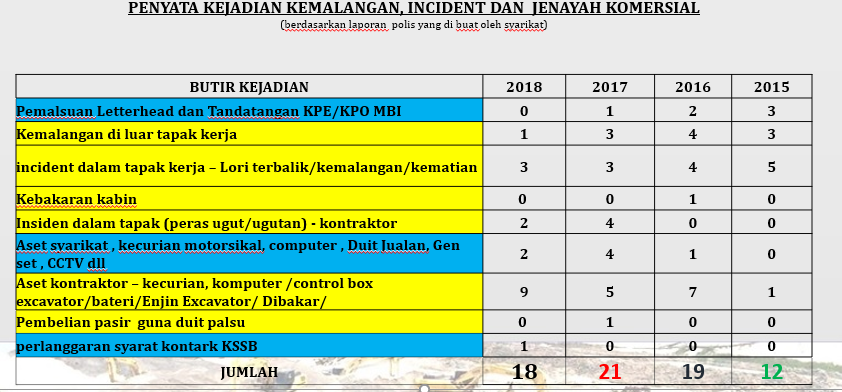 PENYATA KEJADIAN KEMALANGAN, INCIDENT DAN JENAYAH KOMERSIAL
(berdasarkan laporan polis yang di buat oleh syarikat)
BUTIR KEJADIAN 2018 2017 2016 2015
Pemalsuan Letterhead dan Tandatangan KPE/KPO MBI 0 1 2 3
Kemalangan di luar tapak kerja 1 3 4 3
incident dalam tapak kerja – Lori terbalik/kemalangan/kematian 3 3 4 5
Kebakaran kabin 0 0 1 0
Insiden dalam tapak (peras ugut/ugutan) - kontraktor 2 4 0 0
Aset syarikat , kecurian motorsikal, computer , Duit Jualan, Gen
set , CCTV dll 2 4 1 0
Aset kontraktor – kecurian, komputer /control box
excavator/bateri/Enjin Excavator/ Dibakar/ 9 5 7 1
Pembelian pasir guna duit palsu 0 1 0 0
perlanggaran syarat kontark KSSB 1 0 0 0
JUMLAH 18 21 19 12